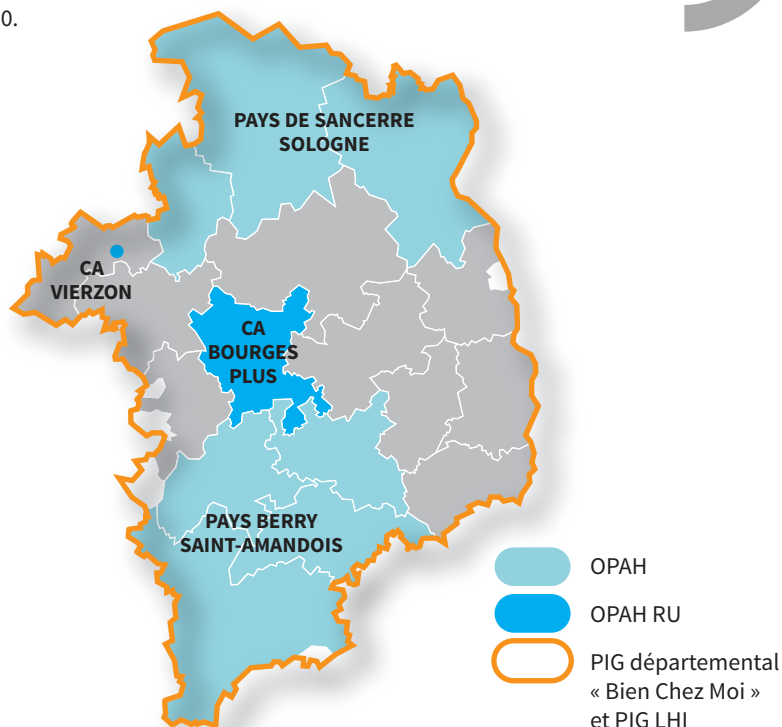 0.
PAYS DE SANCERRE
SOLOGNE
CA
VIERZON
CA
BOURGES
PLUS
PAYS BERRY
SAINT-AMANDOIS
OPAH
OPAH RU
PIG départemental
« Bien Chez Moi »
et PIG LHI